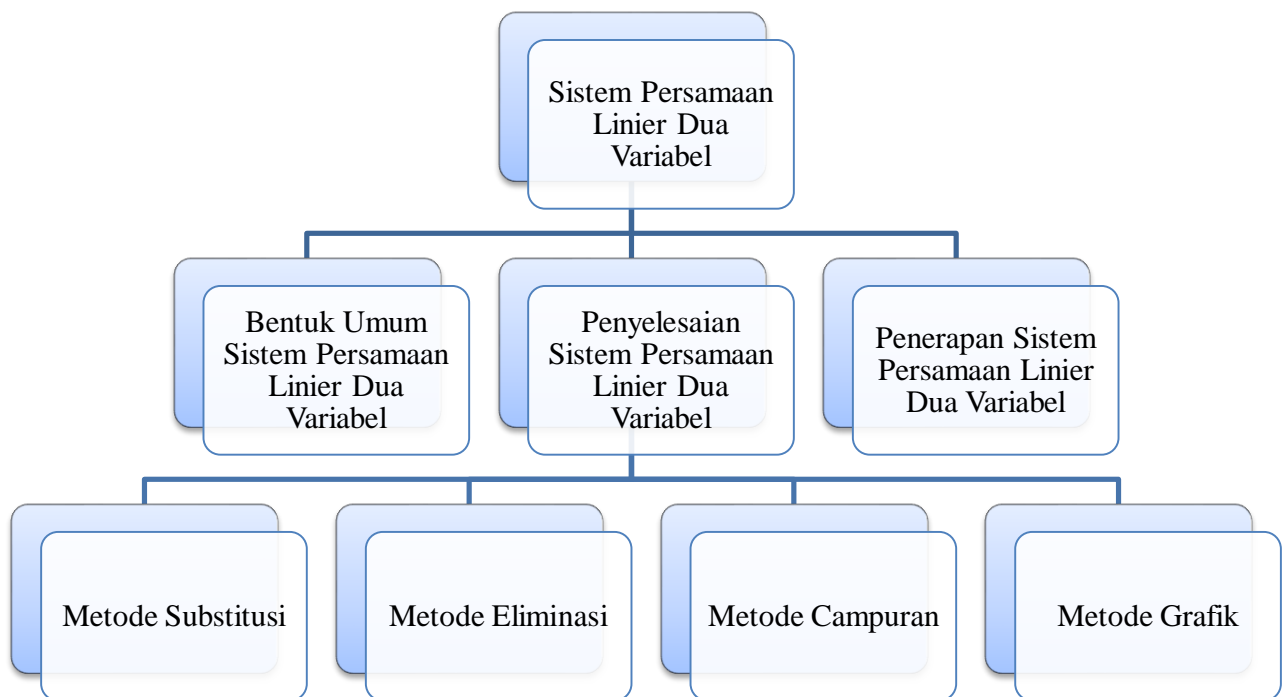 Sistem Persamaan
Linier Dua
Variabel
Bentuk Umum
Sistem Persamaan
Linier Dua
Variabel
Penyelesaian
Sistem Persamaan
Linier Dua
Variabel
Penerapan Sistem
Persamaan Linier
Dua Variabel
Metode Substitusi
Metode Eliminasi
Metode Campuran
Metode Grafik